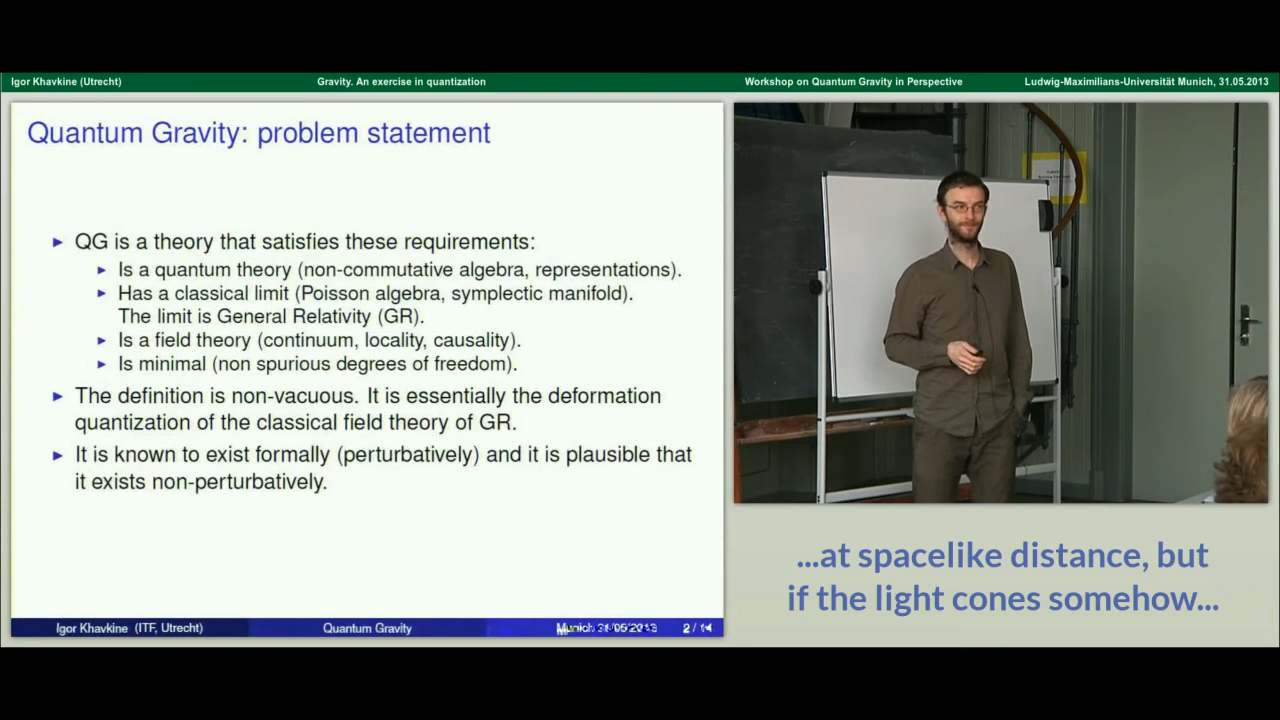 Igor Khavkine (Utrecht)
Gravity. An exercise in quantization
Workshop on Quantum Gravity in Perspective
Ludwig-Maximilians-Universität Munich, 31.05.2013
Quantum Gravity: problem statement
► QG is a theory that satisfies these requirements:
► Is a quantum theory (non-commutative algebra, representations).
► Has a classical limit (Poisson algebra, symplectic manifold).
The limit is General Relativity (GR).
► Is a field theory (continuum, locality, causality).
► Is minimal (non spurious degrees of freedom).
► The definition is non-vacuous. It is essentially the deformation
quantization of the classical field theory of GR.
► It is known to exist formally (perturbatively) and it is plausible that
it exists non-perturbatively.
Igor Khavkine (ITF, Utrecht)
Quantum Gravity
Munich 31/05/2013
2 / 14
...at spacelike distance, but
if the light cones somehow...